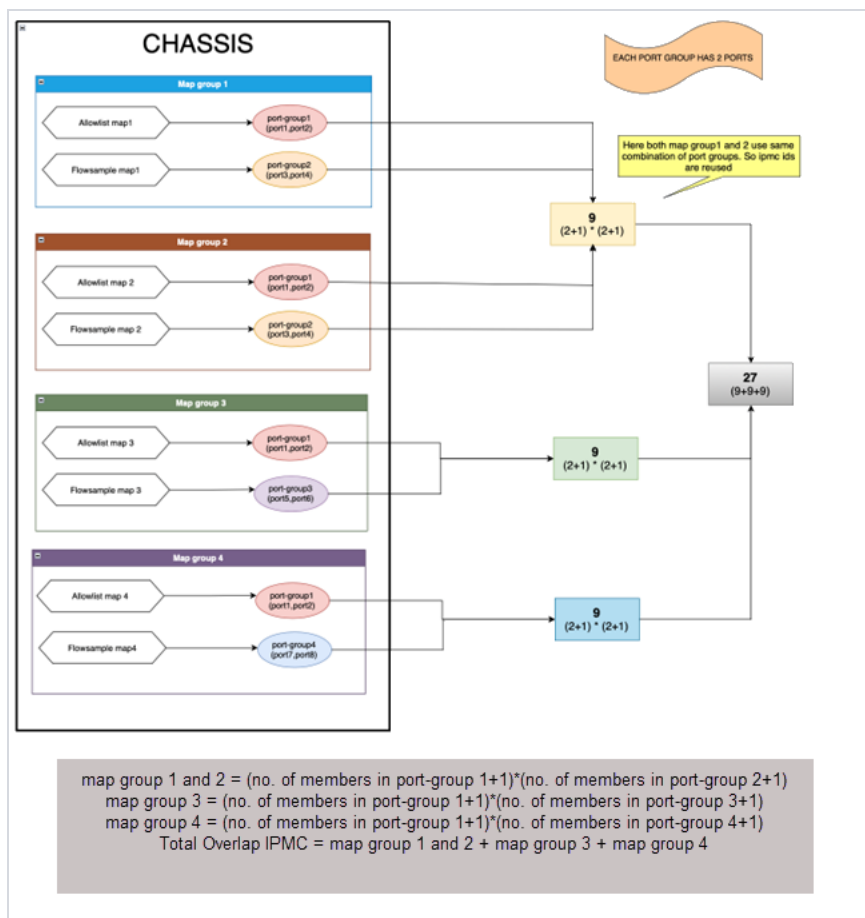 CHASSIS
EACH PORT GROUP HAS 2 PORTS
Map group 1
Allowlist map1
port-group1
(port1,port2)
Flowsample map1
port-group2
(port3,port4)
Here both map group1 and 2 use same
combination of port groups. So ipmc ids
are reused
9
(2+1) * (2+1)
Map group 2
Allowlist map 2
port-group1
(port1,port2)
Flowsample map 2
port-group2
(port3,port4)
27
(9+9+9)
Map group 3
Allowlist map 3
port-group1
(port1,port2)
Flowsample map 3
port-group3
(port5,port6)
9
(2+1) * (2+1)
Map group 4
Allowlist map 4
port-group1
(port1,port2)
Flowsample map4
port-group4
(port7,port8)
9
(2+1) * (2+1)
map group 1 and 2 = (no. of members in port-group 1+1)*(no. of members in port-group 2+1)
map group 3 = (no. of members in port-group 1+1)*(no. of members in port-group 3+1)
map group 4 = (no. of members in port-group 1+1)*(no. of members in port-group 4+1)
Total Overlap IPMC = map group 1 and 2 + map group 3 + map group 4